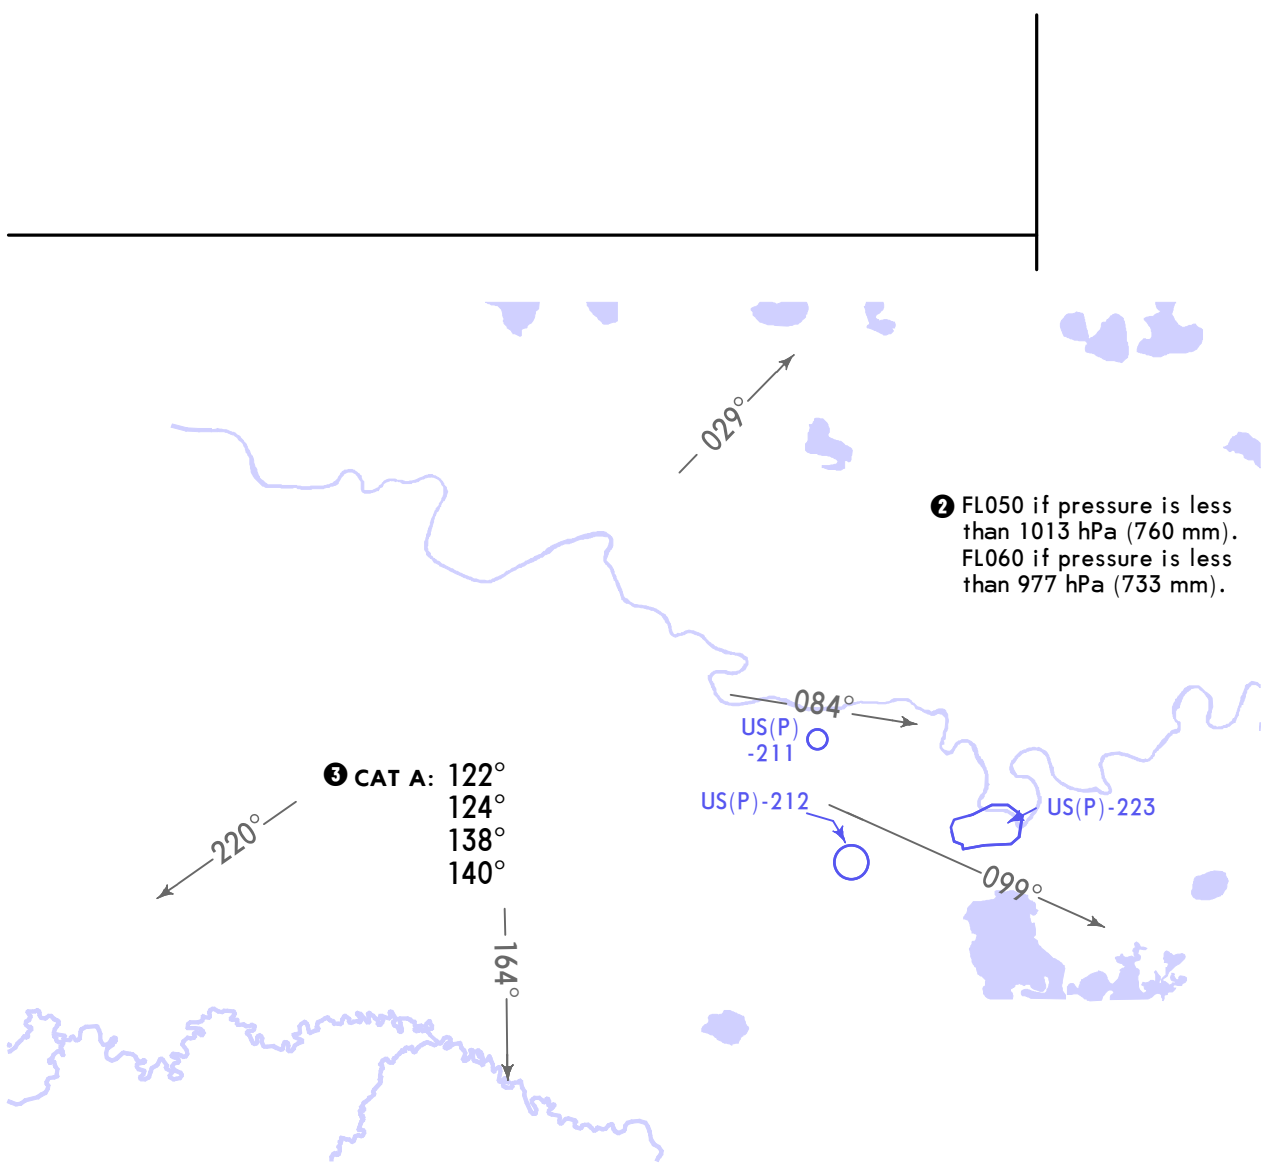 029°
❷ FL050 if pressure is less
than 1013 hPa (760 mm).
FL060 if pressure is less
than 977 hPa (733 mm).
084°
US(P)
-211
❸ CAT A: 122°
124°
138°
140°
220°
US(P)-212
US(P)-223
099°
164°